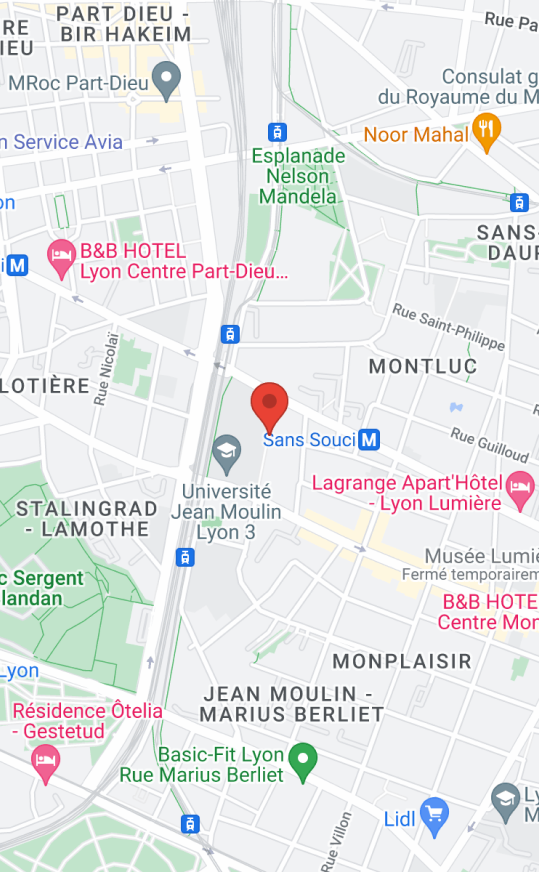 PART DIEU -
BIR HAKEIM
RE
IEU
Rue Pa
MRoc Part-Dieu
Consulat g
du Royaume du M
Noor Mahal
n Service Avia
Esplanade
Nelson
Mandela
on
SANS-
DAUP
B&B HOTEL
Lyon Centre Part-Dieu...
i M
Rue Saint-Philippe
Rue Nicolaï
MONTLUC
LOTIÈRE
Sans Souci M
Rue Guilloud
Université
Jean Moulin
Lyon 3
Lagrange Apart'Hôtel
- Lyon Lumière
STALINGRAD
- LAMOTHE
Musée Lumiè
Fermé temporairem
c Sergent
landan
B&B HOTE
Centre Mon
MONPLAISIR
Lyon
JEAN MOULIN -
MARIUS BERLIET
Résidence Ôtelia
- Gestetud
Basic-Fit Lyon
Rue Marius Berliet
Lidl
Ly
M
Rue Villon